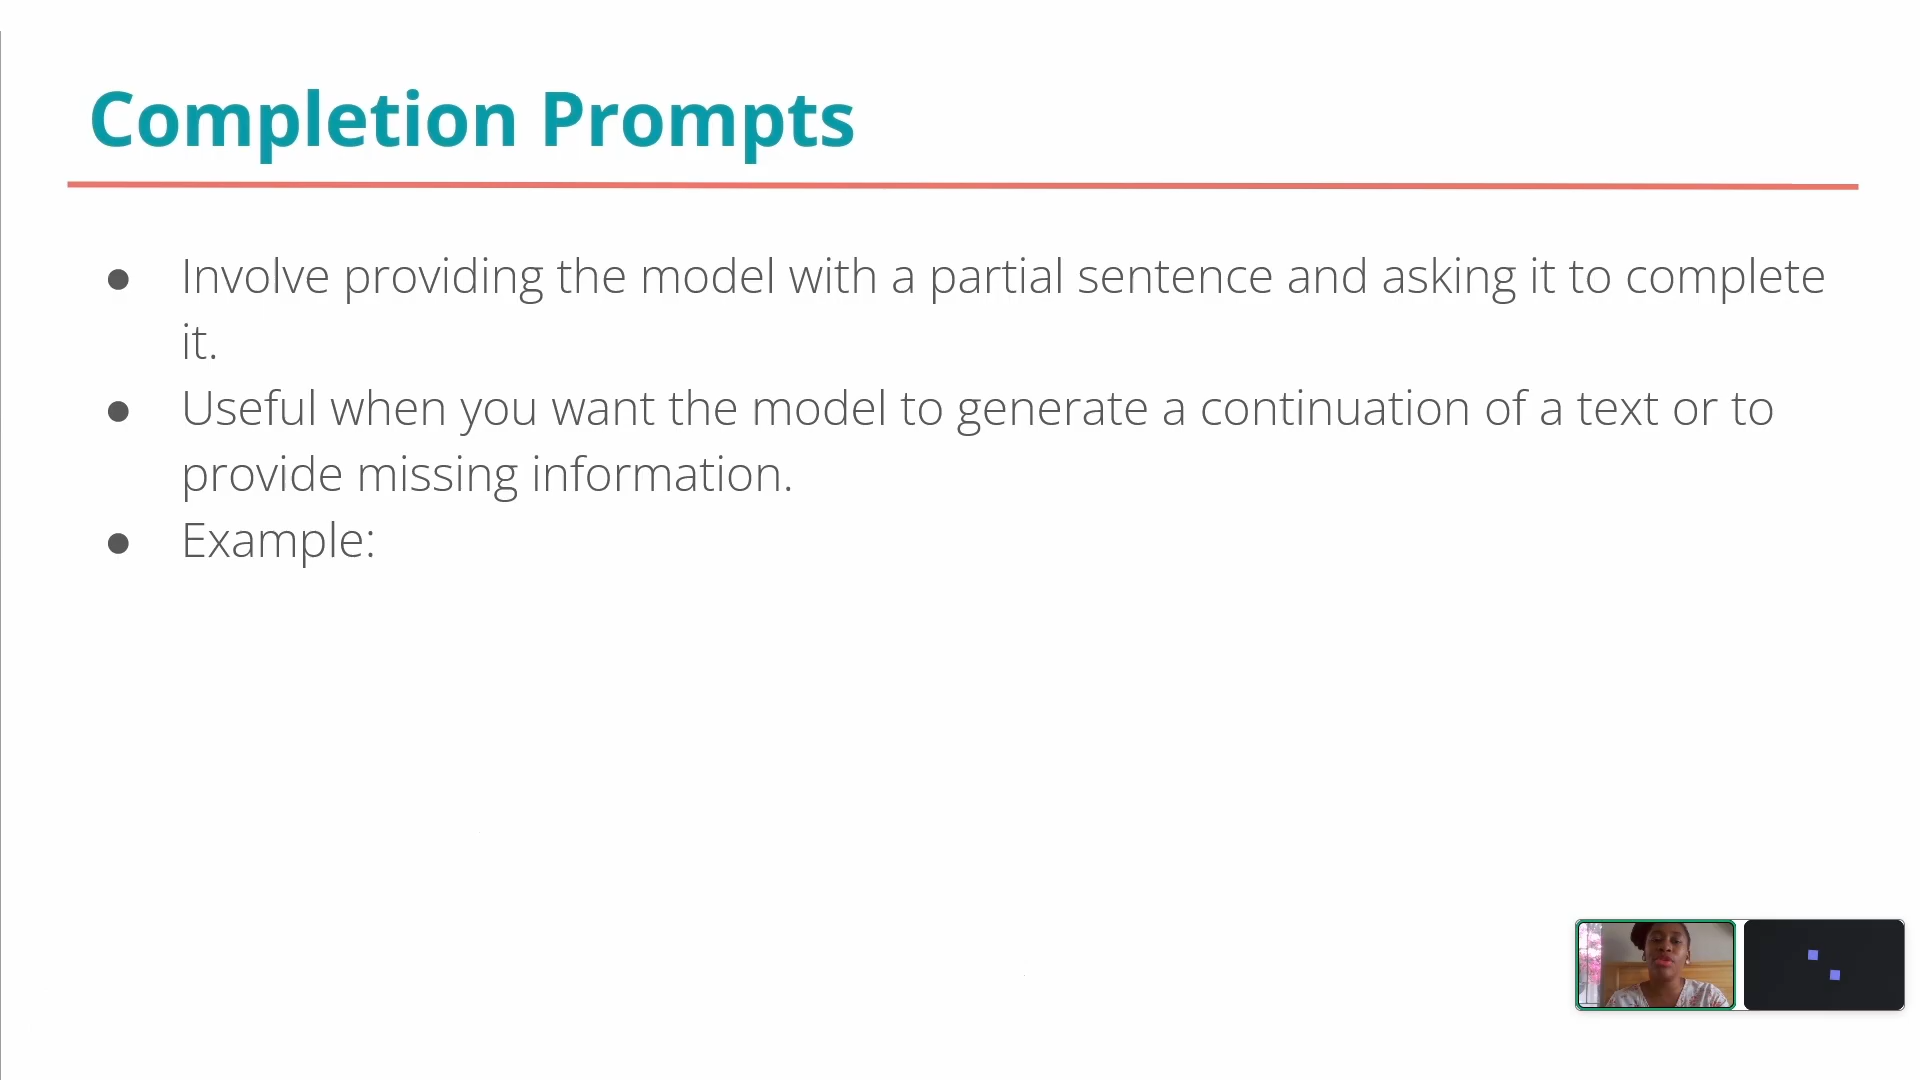 Completion Prompts
● Involve providing the model with a partial sentence and asking it to complete
it.
● Useful when you want the model to generate a continuation of a text or to
provide missing information.
● Example: